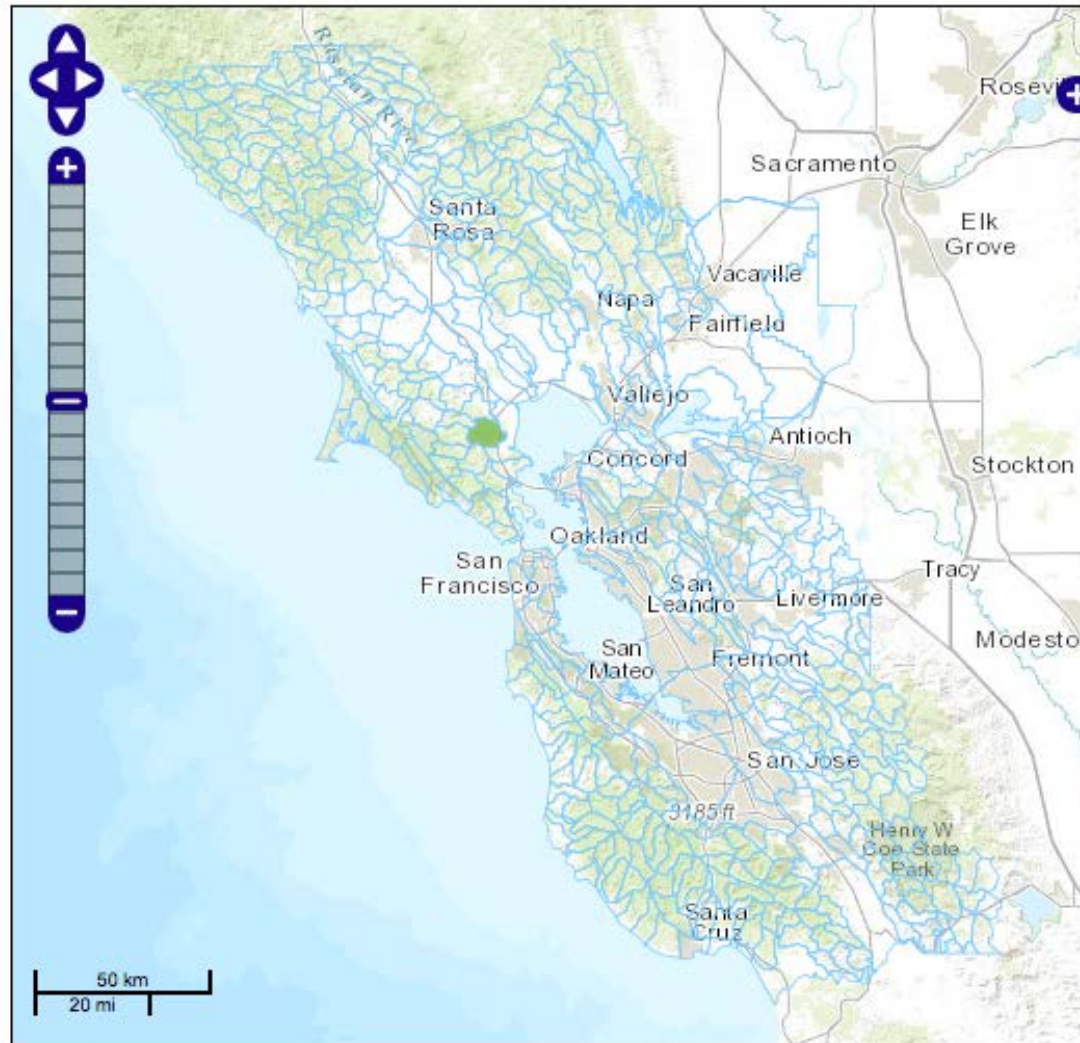 Russian River
Rosevi
Sacramento
Santa
Rosa
Elk
Grove
Vacaville
Napa
Fairfield
Vallejo
Antioch
Concord
Stockton
Oakland
San
Francisco
San
Leandro
Tracy
Livermore
Modesto
San
Mateo
Fremont
San Jose
3185 ft
Henry W
Coe State
Park
Santa
Cruz
50 km
20 mi